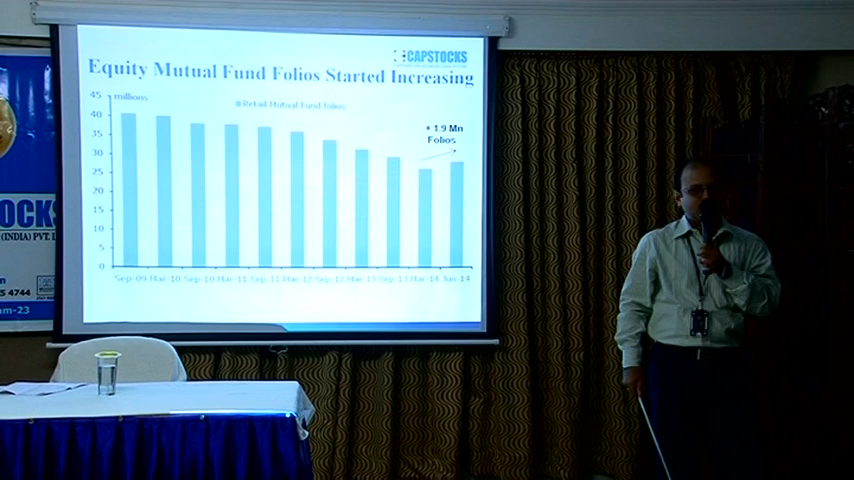 CAPSTOCKS
Equity Mutual Fund Folios Started Increasing
millions
Retail Mutual Fund folios
+ 1.9 Mn
Folios
45
40
35
30
25
20
15
10
5
0
Sep-09 Mar-10 Sep-10 Mar-11 Sep-11 Mar-12 Sep-12 Mar-13 Sep-13 Mar-14 Jun-14
STOCKS
(INDIA) PVT. L
5 4744
am-23